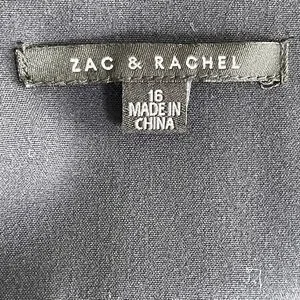 ZAC & RACHEL
16
MADE IN
CHINA